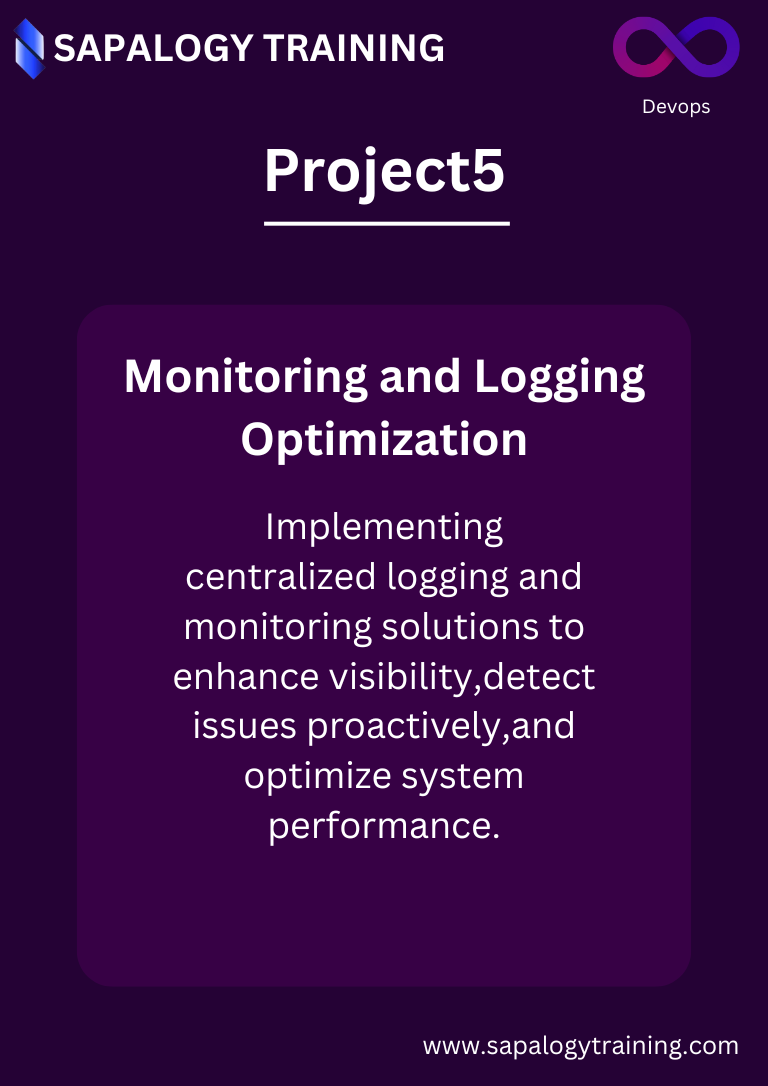 SAPALOGY TRAINING
Devops
Project5
Monitoring and Logging
Optimization
Implementing
centralized logging and
monitoring solutions to
enhance visibility,detect
issues proactively,and
optimize system
performance.
www.sapalogytraining.com